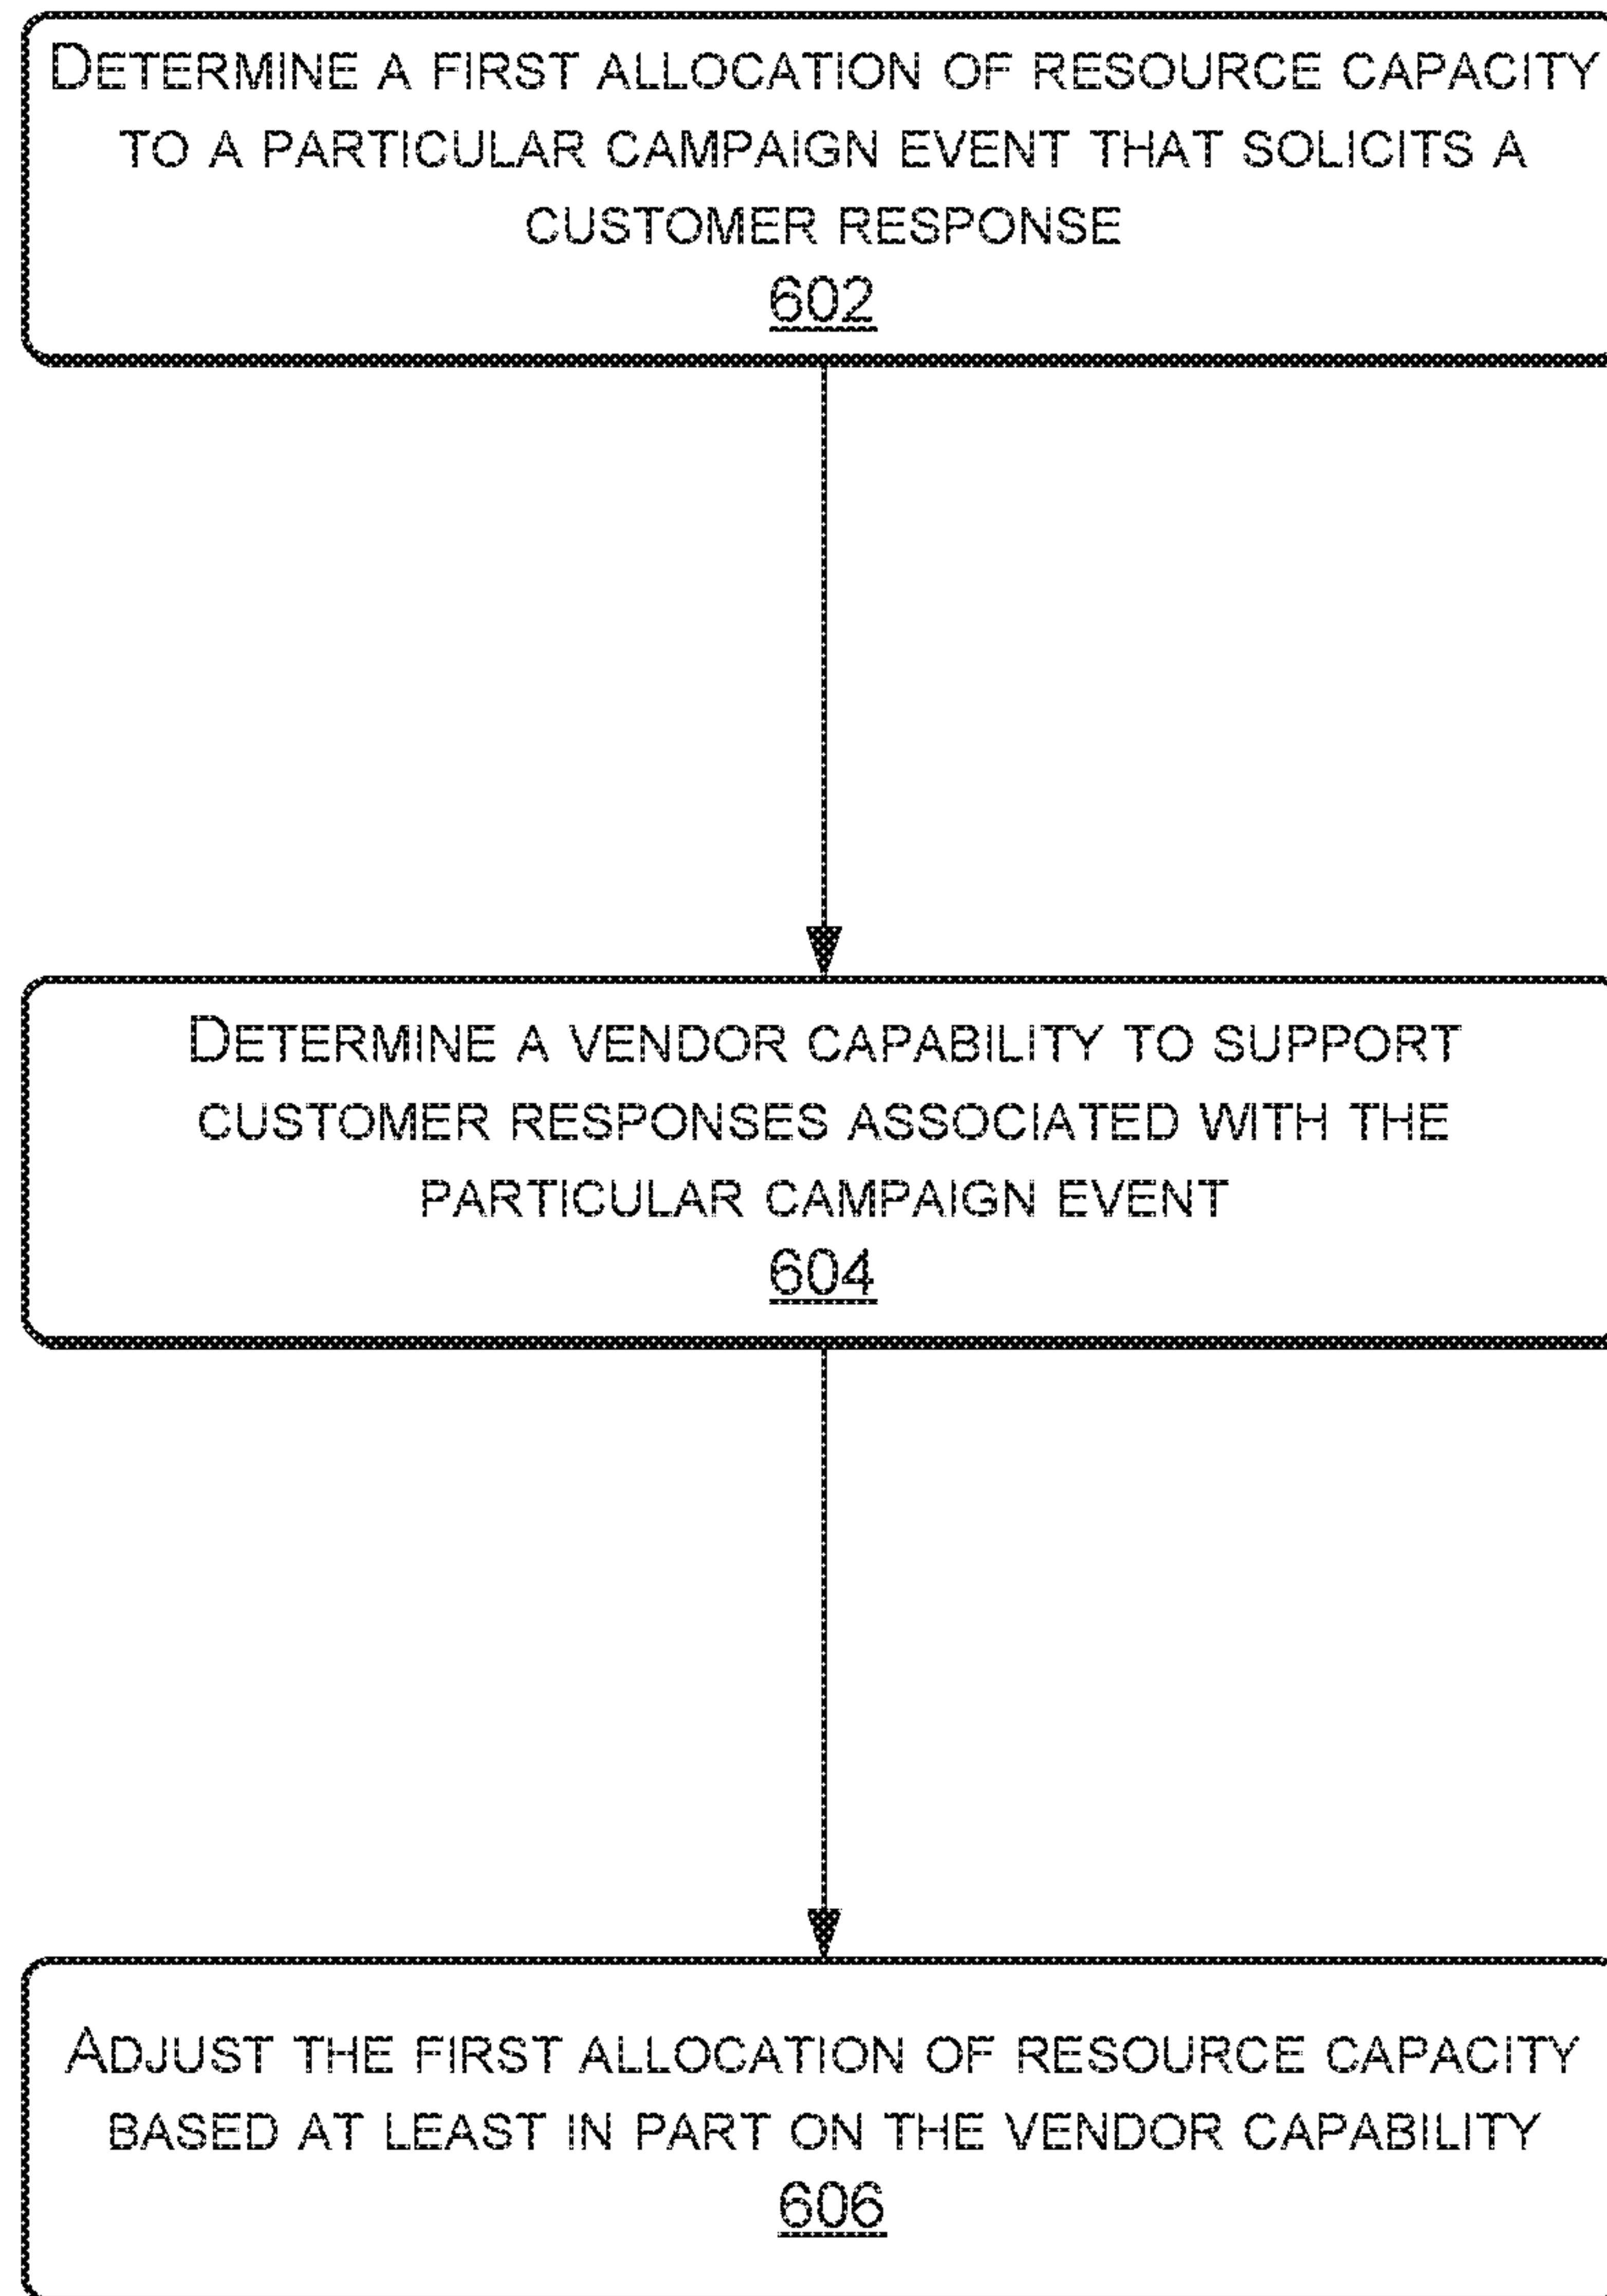 DETERMINE A FIRST ALLOCATION OF RESOURCE CAPACITY
TO A PARTICULAR CAMPAIGN EVENT THAT SOLICITS A
CUSTOMER RESPONSE
602
DETERMINE A VENDOR CAPABILITY TO SUPPORT
CUSTOMER RESPONSES ASSOCIATED WITH THE
PARTICULAR CAMPAIGN EVENT
604
ADJUST THE FIRST ALLOCATION OF RESOURCE CAPACITY
BASED AT LEAST IN PART ON THE VENDOR CAPABILITY
606